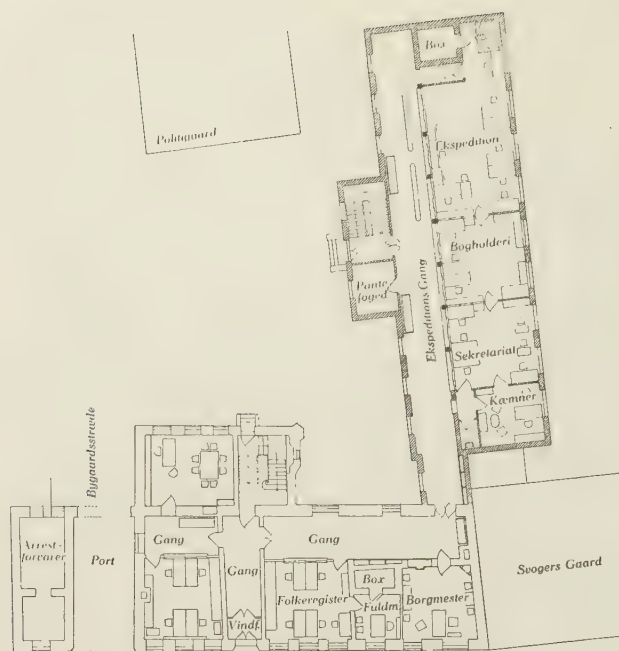 Box
Politigaard
Ekspedition
Bogholderi
Pante
foged
Ekspeditions Gang
Sekretariat
Kæmner
Bygaardsstræde
Arrest-
forvarer
Port
Gang
Gang
Gang
Svogers Gaard
Box
Folkeregister
Fuldm.
Borgmester
Vindf.